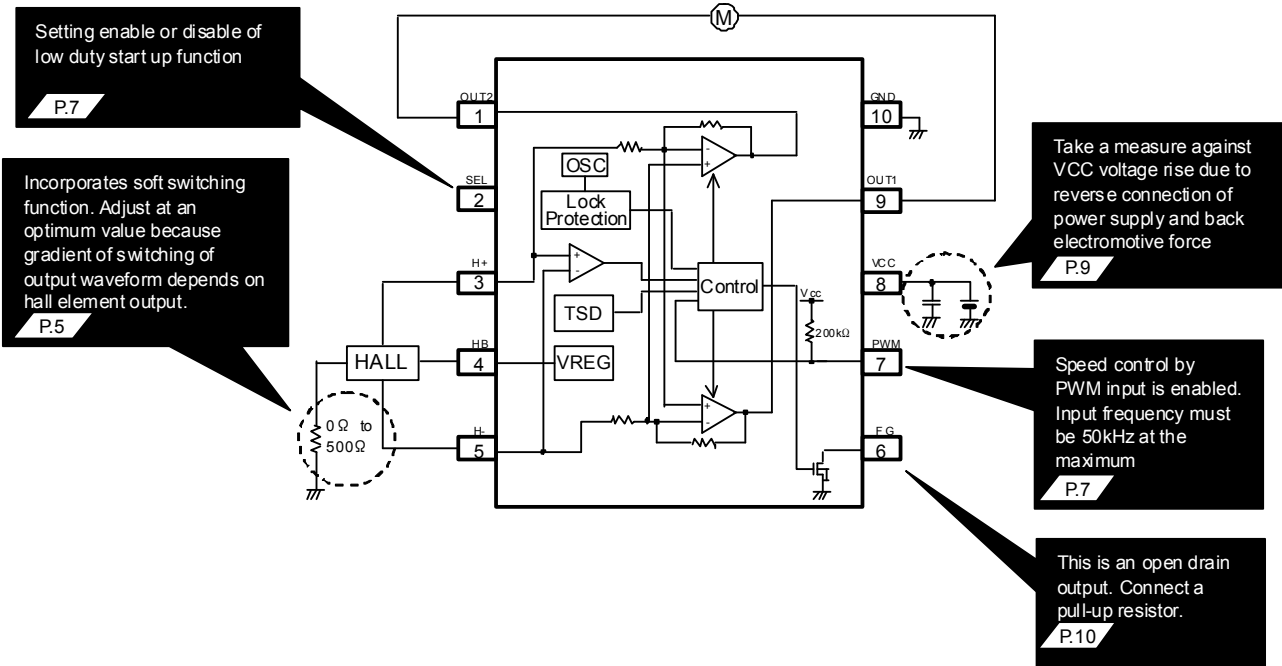 M
Setting enable or disable of
low duty start up function
P.7
Incorporates soft switching
function. Adjust at an
optimum value because
gradient of switching of
output waveform depends on
hall element output.
P.5
OUT2
1
SEL
2
H+
3
HB
4
H-
5
HALL
0Ω to
500Ω
OSC
Lock
Protection
+
-
TSD
VREG
-
+
Control
+
-
Vcc
200kΩ
GND
10
OUT1
9
VCC
8
PWM
7
FG
6
Take a measure against
VCC voltage rise due to
reverse connection of
power supply and back
electromotive force
P.9
Speed control by
PWM input is enabled.
Input frequency must
be 50kHz at the
maximum
P.7
This is an open drain
output. Connect a
pull-up resistor.
P.10